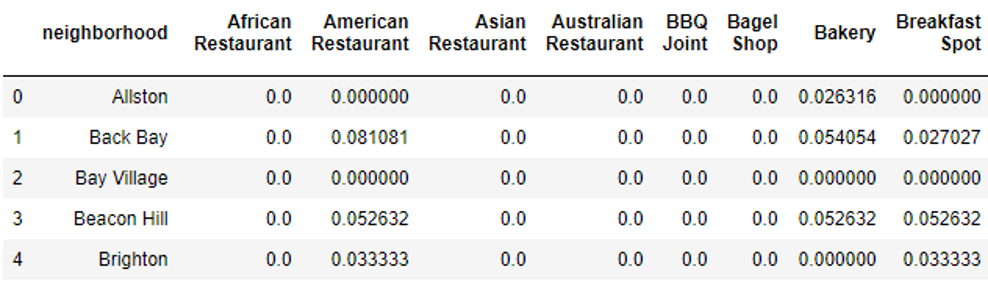 neighborhood African Restaurant American Restaurant Asian Restaurant Australian Restaurant BBQ Joint Bagel Shop Bakery Breakfast Spot
0 Allston 0.0 0.000000 0.0 0.0 0.0 0.0 0.026316 0.000000
1 Back Bay 0.0 0.081081 0.0 0.0 0.0 0.0 0.054054 0.027027
2 Bay Village 0.0 0.000000 0.0 0.0 0.0 0.0 0.000000 0.000000
3 Beacon Hill 0.0 0.052632 0.0 0.0 0.0 0.0 0.052632 0.052632
4 Brighton 0.0 0.033333 0.0 0.0 0.0 0.0 0.000000 0.033333